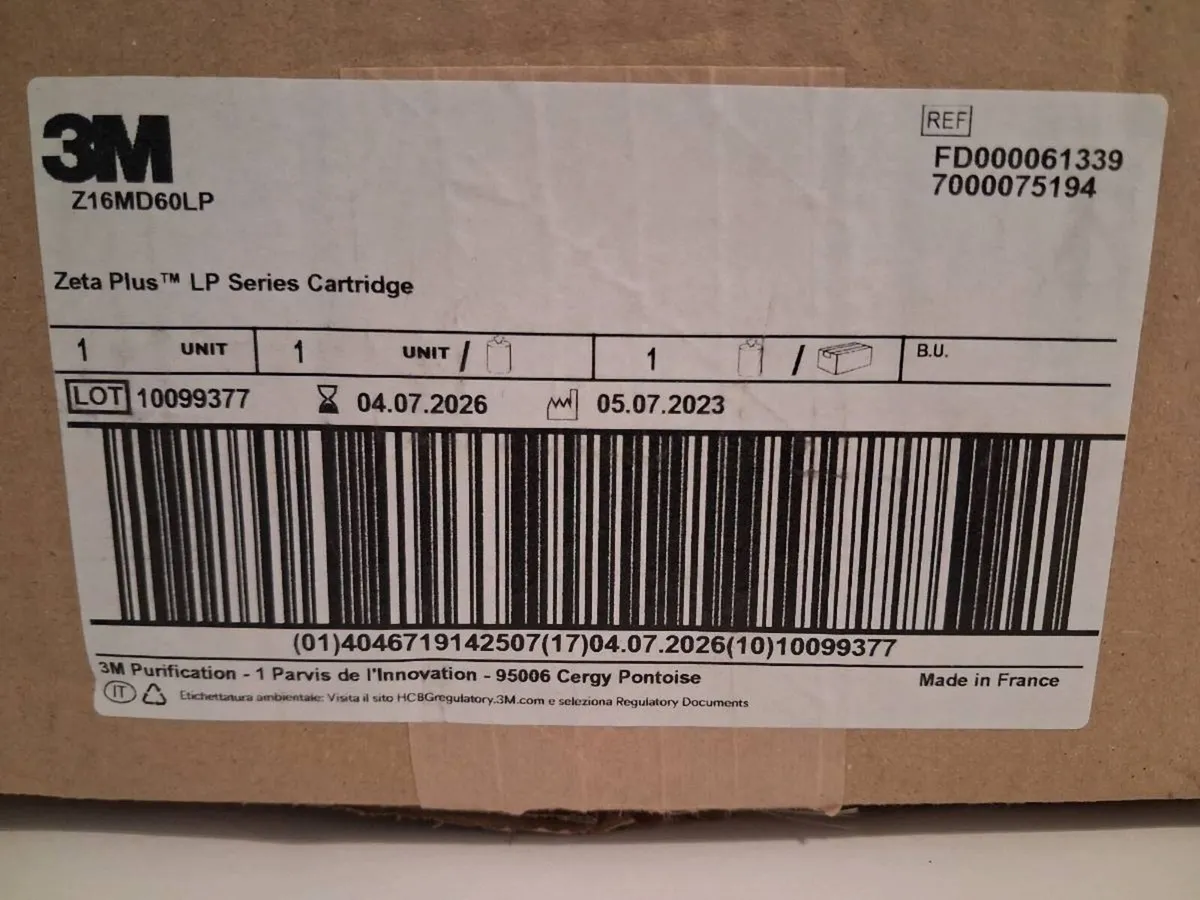 3M
REF
Z16MD60LP
FD000061339
7000075194
Zeta Plus™ LP Series Cartridge
1 UNIT 1 UNIT / 1 / B.U.
LOT 10099377 04.07.2026 05.07.2023
(01)4046719142507(17)04.07.2026(10)10099377
3M Purification - 1 Parvis de l'Innovation - 95006 Cergy Pontoise Made in France
IT Etichettatura ambientale: Visita il sito HCBGregulatory.3M.com e seleziona Regulatory Documents